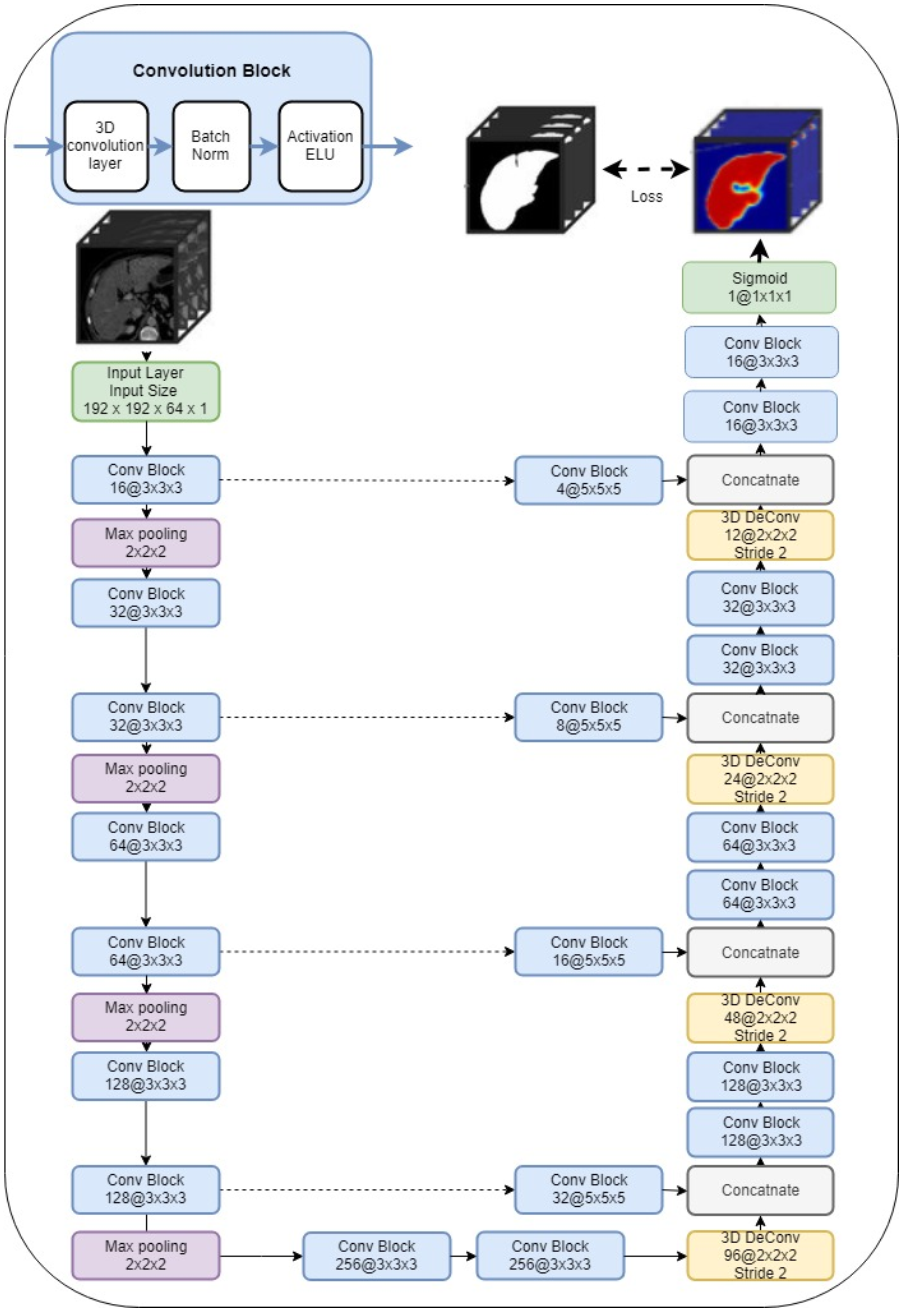 Convolution Block
3D
convolution
layer
Batch
Norm
Activation
ELU
Loss
Input Layer
Input Size
192 x 192 x 64 x 1
Conv Block
16@3x3x3
Max pooling
2x2x2
Conv Block
32@3x3x3
Conv Block
32@3x3x3
Max pooling
2x2x2
Conv Block
64@3x3x3
Conv Block
64@3x3x3
Max pooling
2x2x2
Conv Block
128@3x3x3
Conv Block
128@3x3x3
Max pooling
2x2x2
Conv Block
256@3x3x3
Conv Block
256@3x3x3
Conv Block
4@5x5x5
Conv Block
8@5x5x5
Conv Block
16@5x5x5
Conv Block
32@5x5x5
Sigmoid
1@1x1x1
Conv Block
16@3x3x3
Conv Block
16@3x3x3
Concatnate
3D DeConv
12@2x2x2
Stride 2
Conv Block
32@3x3x3
Conv Block
32@3x3x3
Concatnate
3D DeConv
24@2x2x2
Stride 2
Conv Block
64@3x3x3
Conv Block
64@3x3x3
Concatnate
3D DeConv
48@2x2x2
Stride 2
Conv Block
128@3x3x3
Conv Block
128@3x3x3
Concatnate
3D DeConv
96@2x2x2
Stride 2